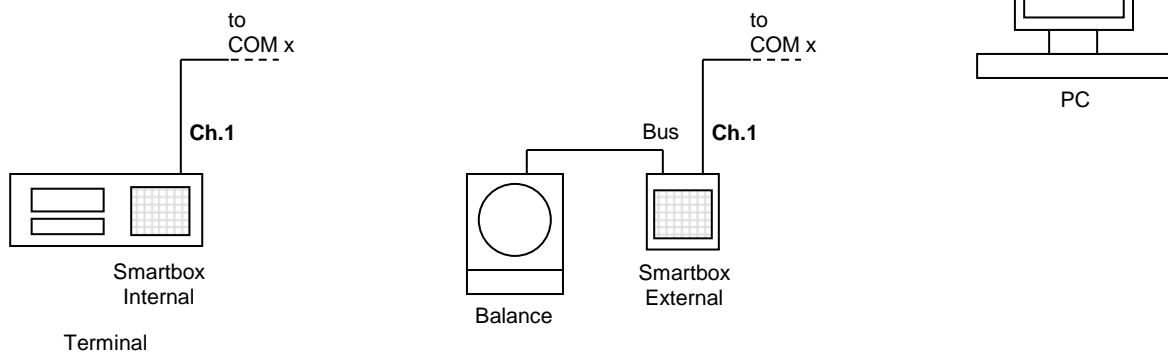 to
COM x
Ch.1
Smartbox
Internal
Terminal
to
COM x
Bus
Ch.1
Balance
Smartbox
External
PC